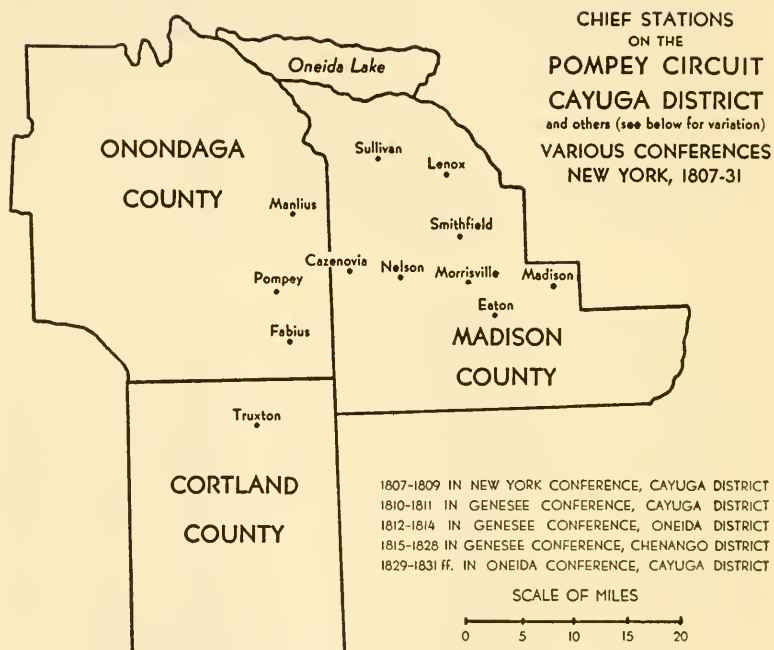 CHIEF STATIONS
ON THE
POMPEY CIRCUIT
CAYUGA DISTRICT
and others (see below for variation)
VARIOUS CONFERENCES
NEW YORK, 1807-31
Oneida Lake
ONONDAGA
COUNTY
Sullivan
Lenox
Manlius
Smithfield
Cazenovia
Nelson
Morrisville
Madison
Pompey
Eaton
Fabius
MADISON
COUNTY
Truxton
CORTLAND
COUNTY
1807-1809 IN NEW YORK CONFERENCE, CAYUGA DISTRICT
1810-1811 IN GENESEE CONFERENCE, CAYUGA DISTRICT
1812-1814 IN GENESEE CONFERENCE, ONEIDA DISTRICT
1815-1828 IN GENESEE CONFERENCE, CHENANGO DISTRICT
1829-1831 ff. IN ONEIDA CONFERENCE, CAYUGA DISTRICT
SCALE OF MILES
0 5 10 15 20